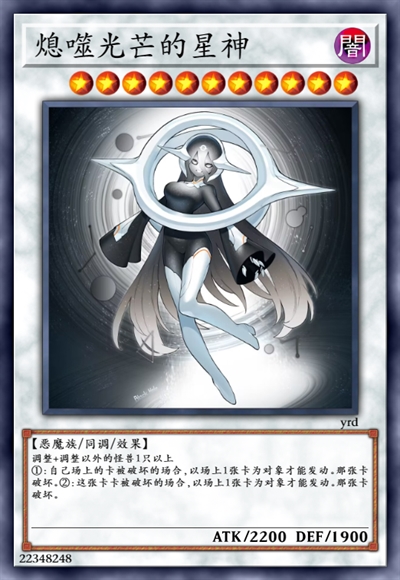 熄噬光芒的星神
闇
yrd
【恶魔族/同调/效果】
调整+调整以外的怪兽1只以上
①：自己场上的卡被破坏的场合,以场上1张卡为对象才能发动。那张卡
破坏。②：这张卡卡被破坏的场合,以场上1张卡为对象才能发动。那张卡
破坏。
ATK/2200 DEF/1900
22348248